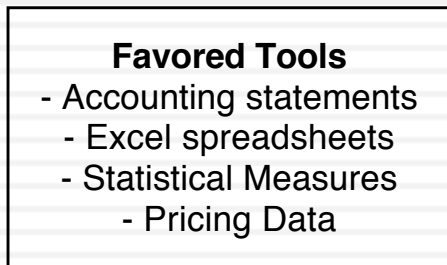 Favored Tools
- Accounting statements
- Excel spreadsheets
- Statistical Measures
- Pricing Data